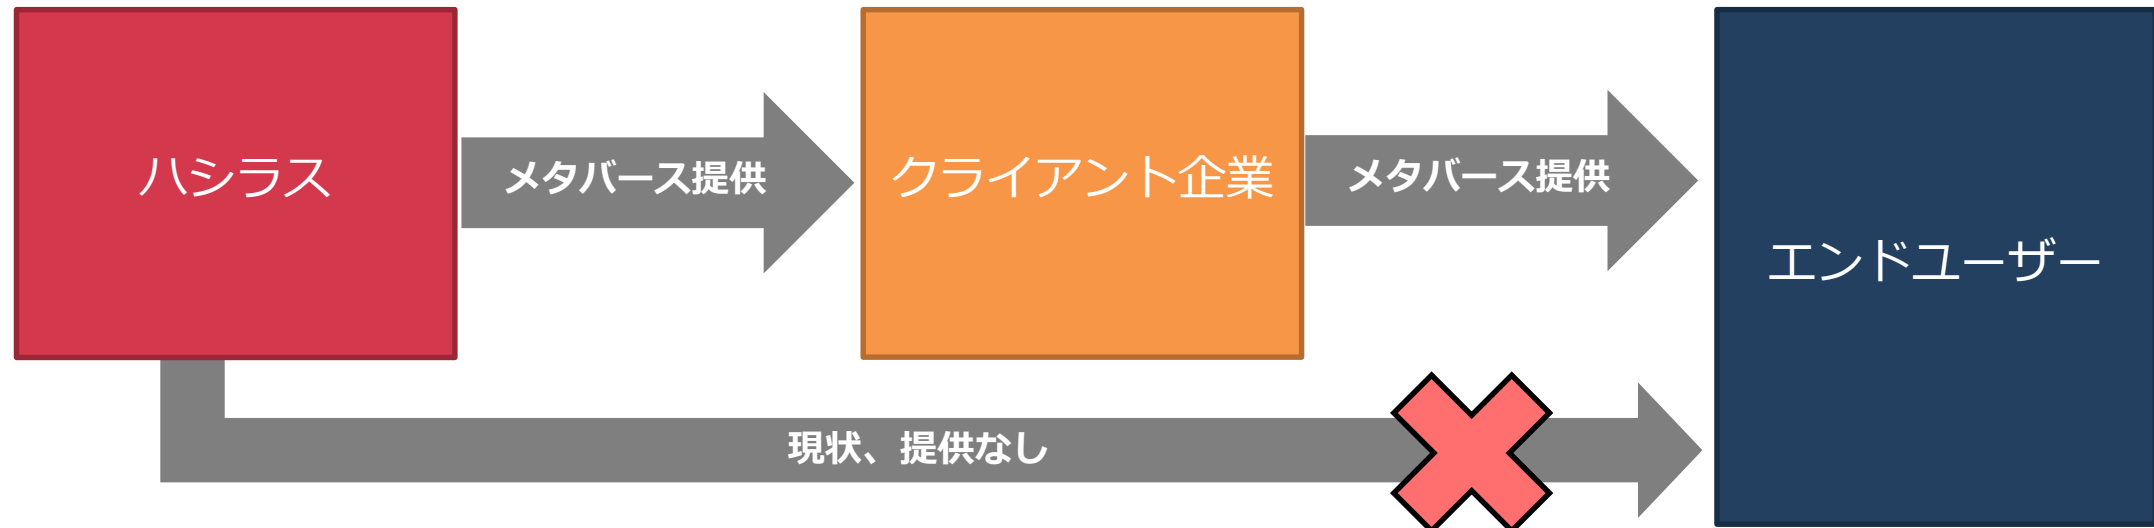 ハシラス
メタバース提供
クライアント企業
メタバース提供
エンドユーザー
現状、提供なし